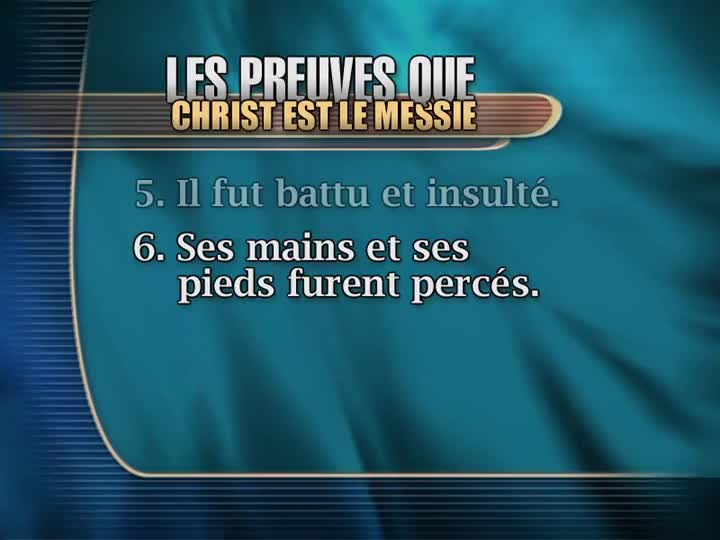 LES PREUVES QUE
CHRIST EST LE MESSIE
5. Il fut battu et insulté.
6. Ses mains et ses
pieds furent percés.